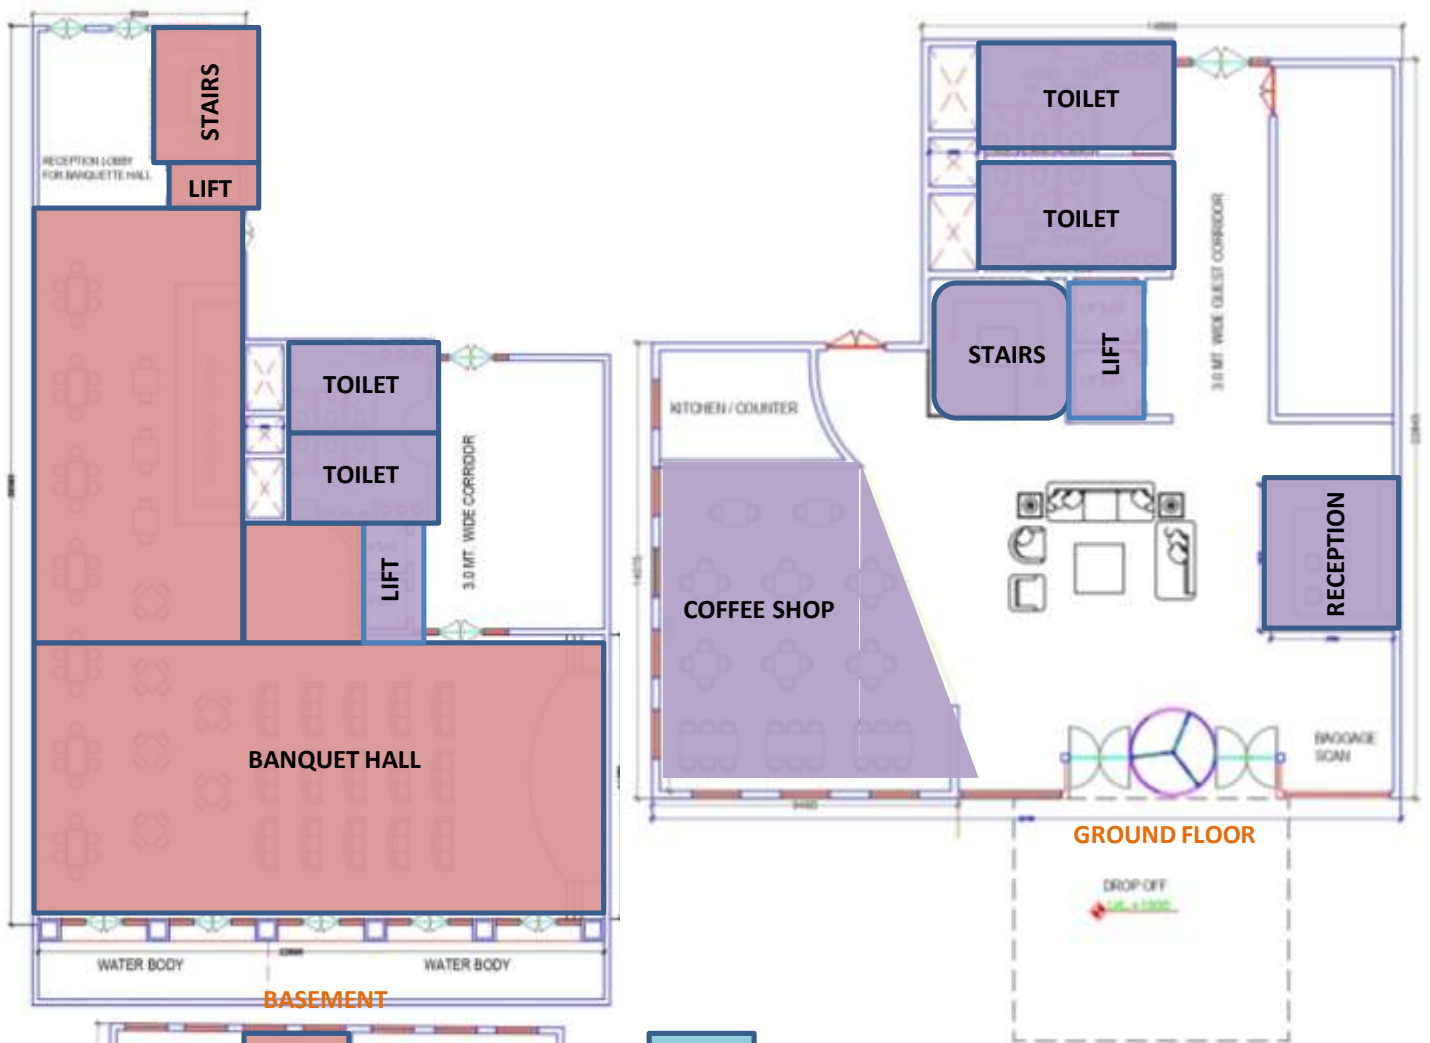 STAIRS
RECEPTION LOBBY
FOR BANQUETTE HALL
LIFT
TOILET
TOILET
LIFT
3.0 MT. WIDE CORRIDOR
BANQUET HALL
WATER BODY
WATER BODY
BASEMENT
TOILET
TOILET
STAIRS
LIFT
3.0 MT. WIDE GUEST CORRIDOR
KITCHEN / COUNTER
COFFEE SHOP
RECEPTION
BAGGAGE
SCAN
GROUND FLOOR
DROP OFF